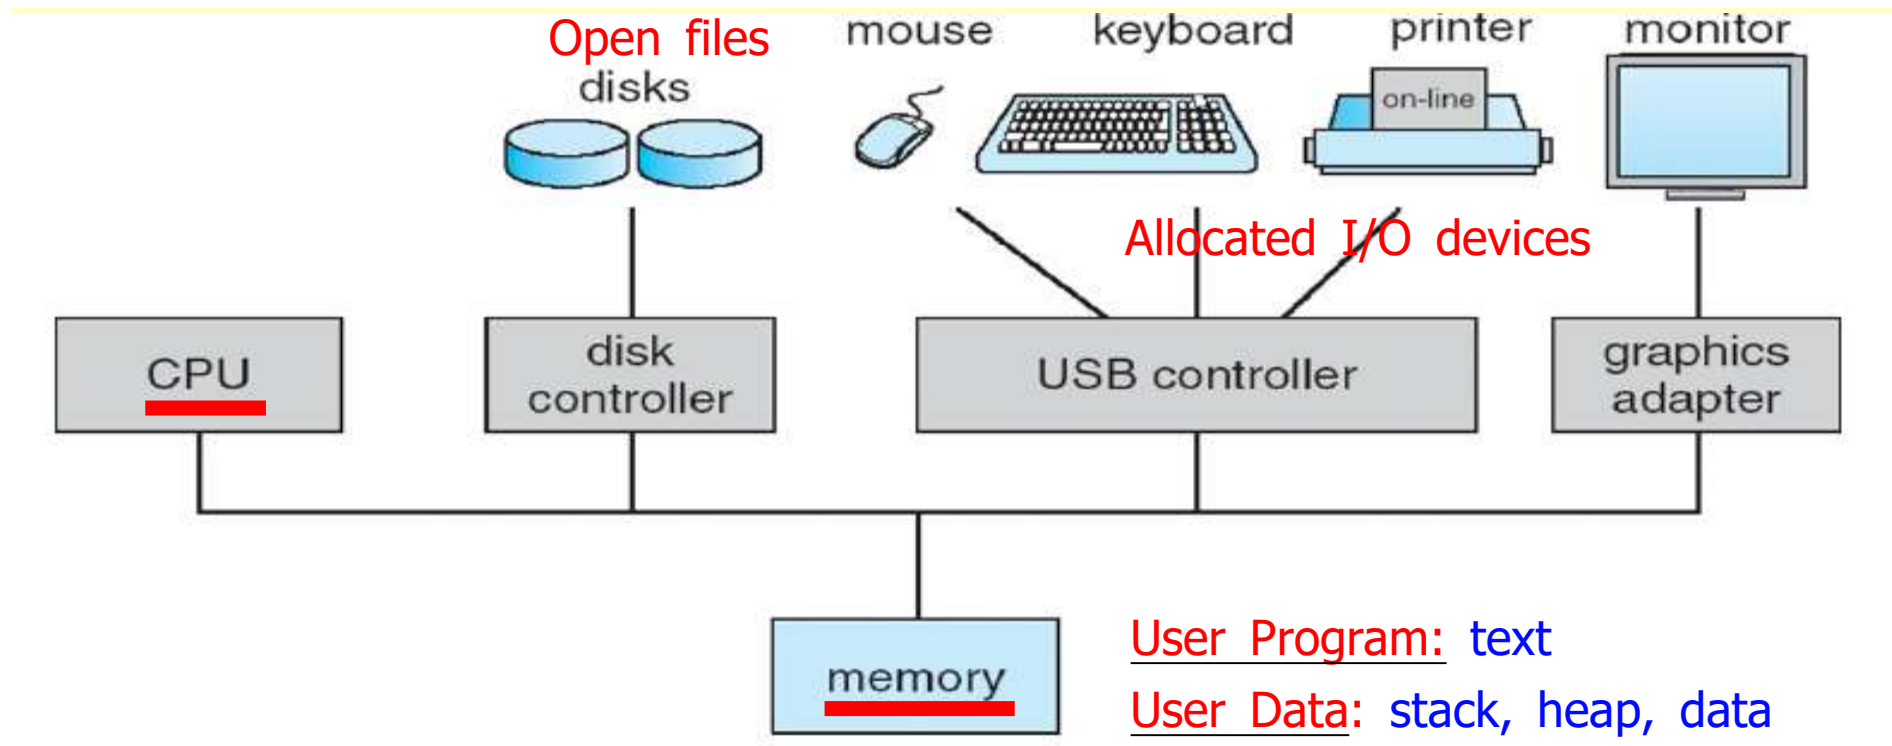 Open files
disks
mouse
keyboard
printer
monitor
on-line
Allocated I/O devices
CPU
disk
controller
USB controller
graphics
adapter
memory
User Program: text
User Data: stack, heap, data